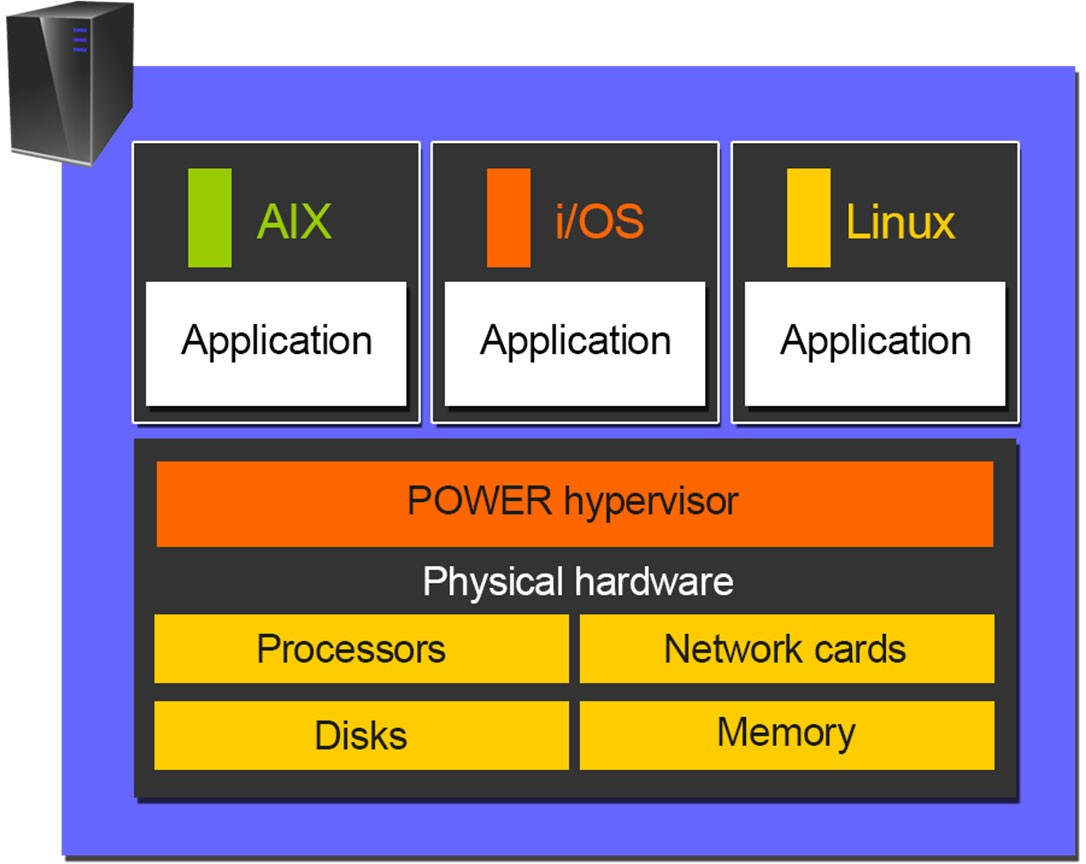 AIX
i/OS
Linux
Application
Application
Application
POWER hypervisor
Physical hardware
Processors
Network cards
Disks
Memory